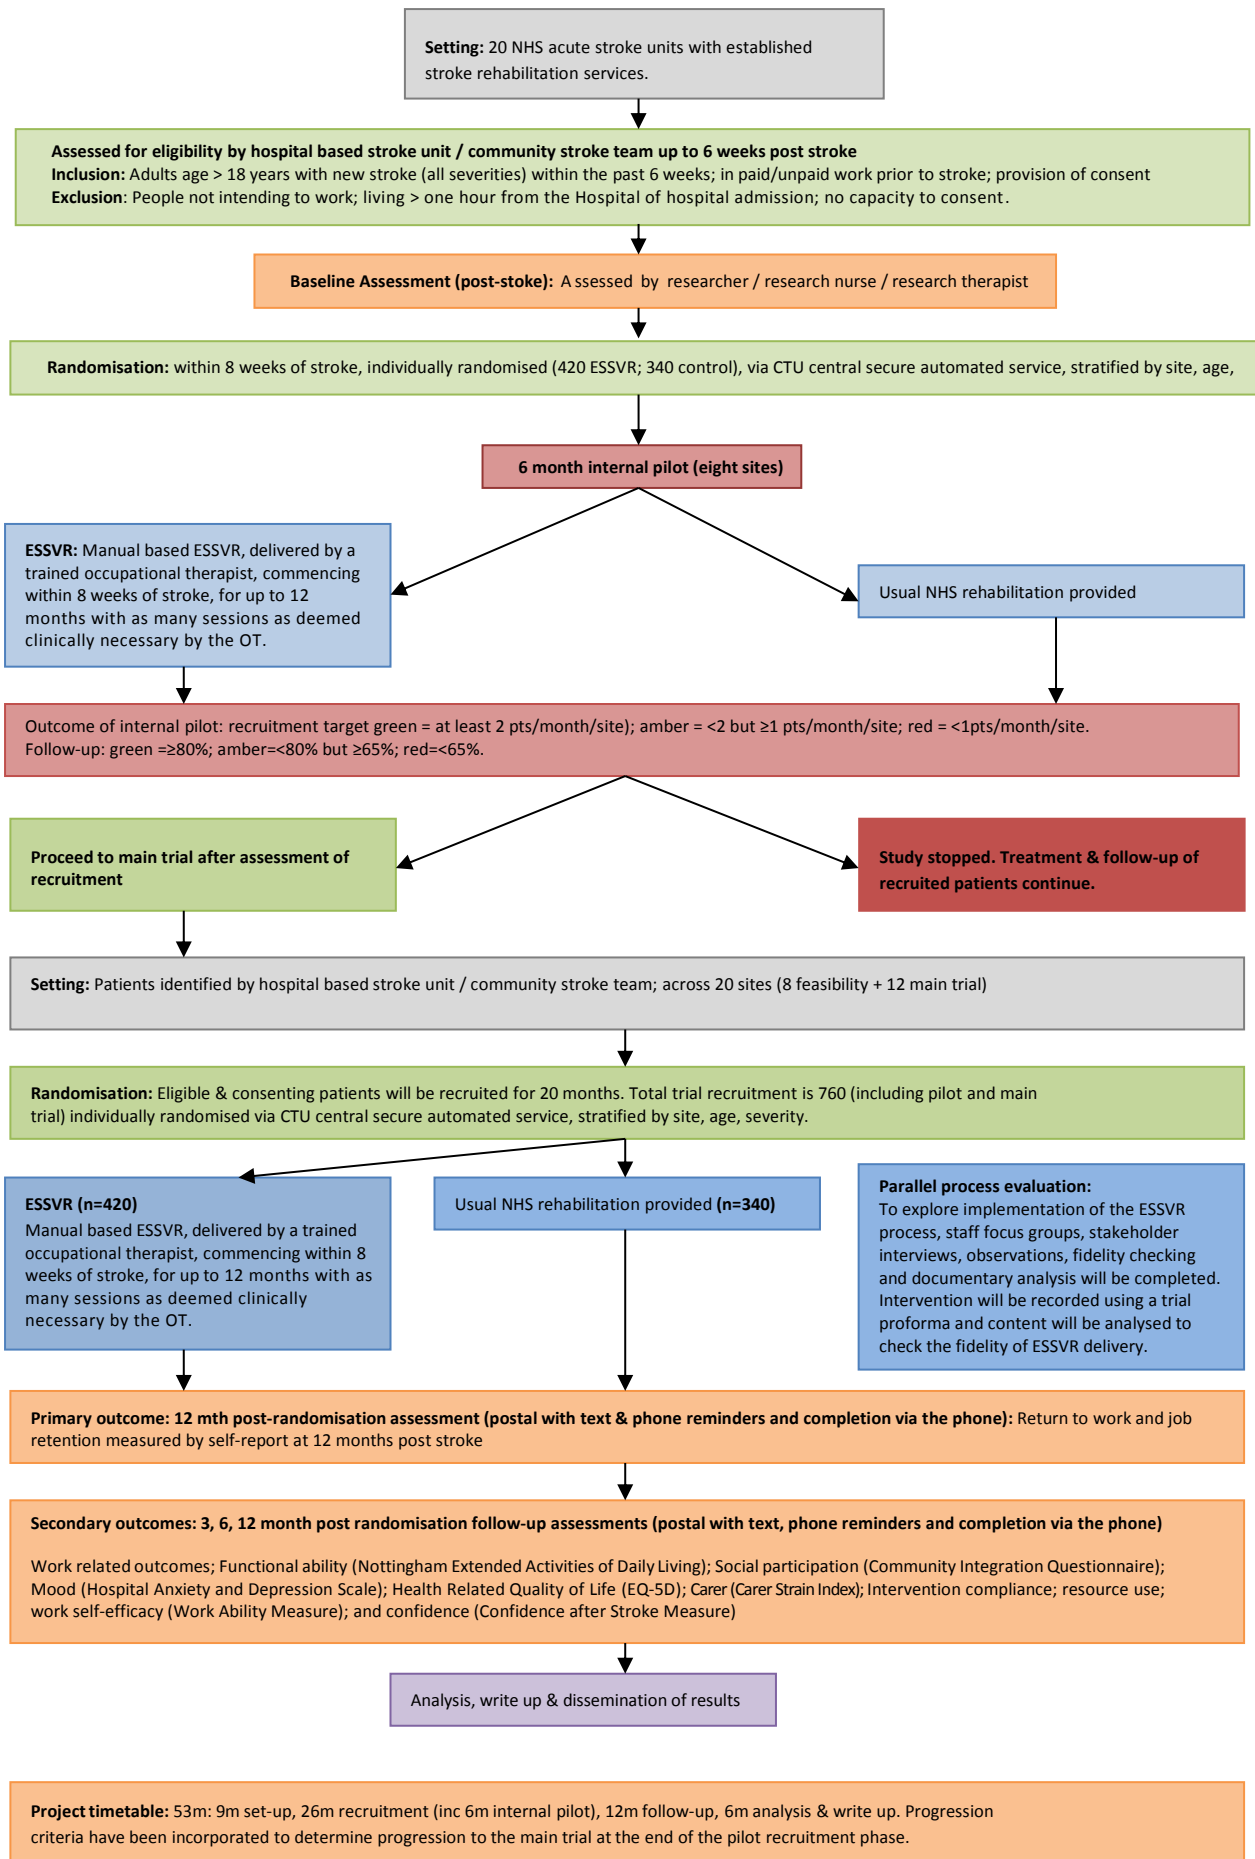 Setting: 20 NHS acute stroke units with established
stroke rehabilitation services.
Assessed for eligibility by hospital based stroke unit / community stroke team up to 6 weeks post stroke
Inclusion: Adults age > 18 years with new stroke (all severities) within the past 6 weeks; in paid/unpaid work prior to stroke; provision of consent
Exclusion: People not intending to work; living > one hour from the Hospital of hospital admission; no capacity to consent.
Baseline Assessment (post-stoke): A ssessed by researcher / research nurse / research therapist
Randomisation: within 8 weeks of stroke, individually randomised (420 ESSVR; 340 control), via CTU central secure automated service, stratified by site, age,
6 month internal pilot (eight sites)
ESSVR: Manual based ESSVR, delivered by a
trained occupational therapist, commencing
within 8 weeks of stroke, for up to 12
months with as many sessions as deemed
clinically necessary by the OT.
Usual NHS rehabilitation provided
Outcome of internal pilot: recruitment target green = at least 2 pts/month/site); amber = <2 but ≥1 pts/month/site; red = <1pts/month/site.
Follow-up: green =≥80%; amber=<80% but ≥65%; red=<65%.
Proceed to main trial after assessment of
recruitment
Study stopped. Treatment & follow-up of
recruited patients continue.
Setting: Patients identified by hospital based stroke unit / community stroke team; across 20 sites (8 feasibility + 12 main trial)
Randomisation: Eligible & consenting patients will be recruited for 20 months. Total trial recruitment is 760 (including pilot and main
trial) individually randomised via CTU central secure automated service, stratified by site, age, severity.
ESSVR (n=420)
Manual based ESSVR, delivered by a trained
occupational therapist, commencing within 8
weeks of stroke, for up to 12 months with as
many sessions as deemed clinically
necessary by the OT.
Usual NHS rehabilitation provided (n=340)
Parallel process evaluation:
To explore implementation of the ESSVR
process, staff focus groups, stakeholder
interviews, observations, fidelity checking
and documentary analysis will be completed.
Intervention will be recorded using a trial
proforma and content will be analysed to
check the fidelity of ESSVR delivery.
Primary outcome: 12 mth post-randomisation assessment (postal with text & phone reminders and completion via the phone): Return to work and job
retention measured by self-report at 12 months post stroke
Secondary outcomes: 3, 6, 12 month post randomisation follow-up assessments (postal with text, phone reminders and completion via the phone)
Work related outcomes; Functional ability (Nottingham Extended Activities of Daily Living); Social participation (Community Integration Questionnaire);
Mood (Hospital Anxiety and Depression Scale); Health Related Quality of Life (EQ-5D); Carer (Carer Strain Index); Intervention compliance; resource use;
work self-efficacy (Work Ability Measure); and confidence (Confidence after Stroke Measure)
Analysis, write up & dissemination of results
Project timetable: 53m: 9m set-up, 26m recruitment (inc 6m internal pilot), 12m follow-up, 6m analysis & write up. Progression
criteria have been incorporated to determine progression to the main trial at the end of the pilot recruitment phase.